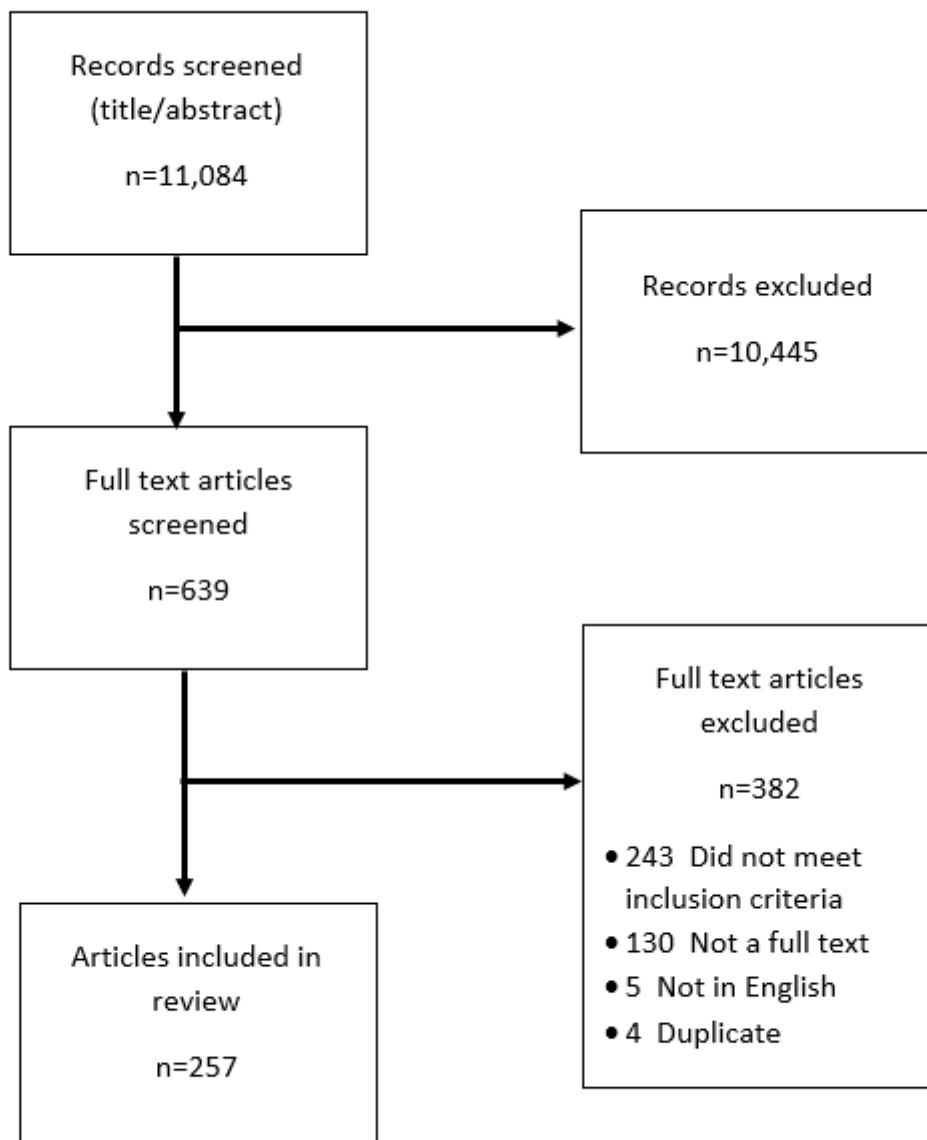 Records screened
(title/abstract)
n=11,084
Records excluded
n=10,445
Full text articles
screened
n=639
Full text articles
excluded
n=382
• 243  Did not meet
inclusion criteria
• 130  Not a full text
• 5  Not in English
• 4  Duplicate
Articles included in
review
n=257